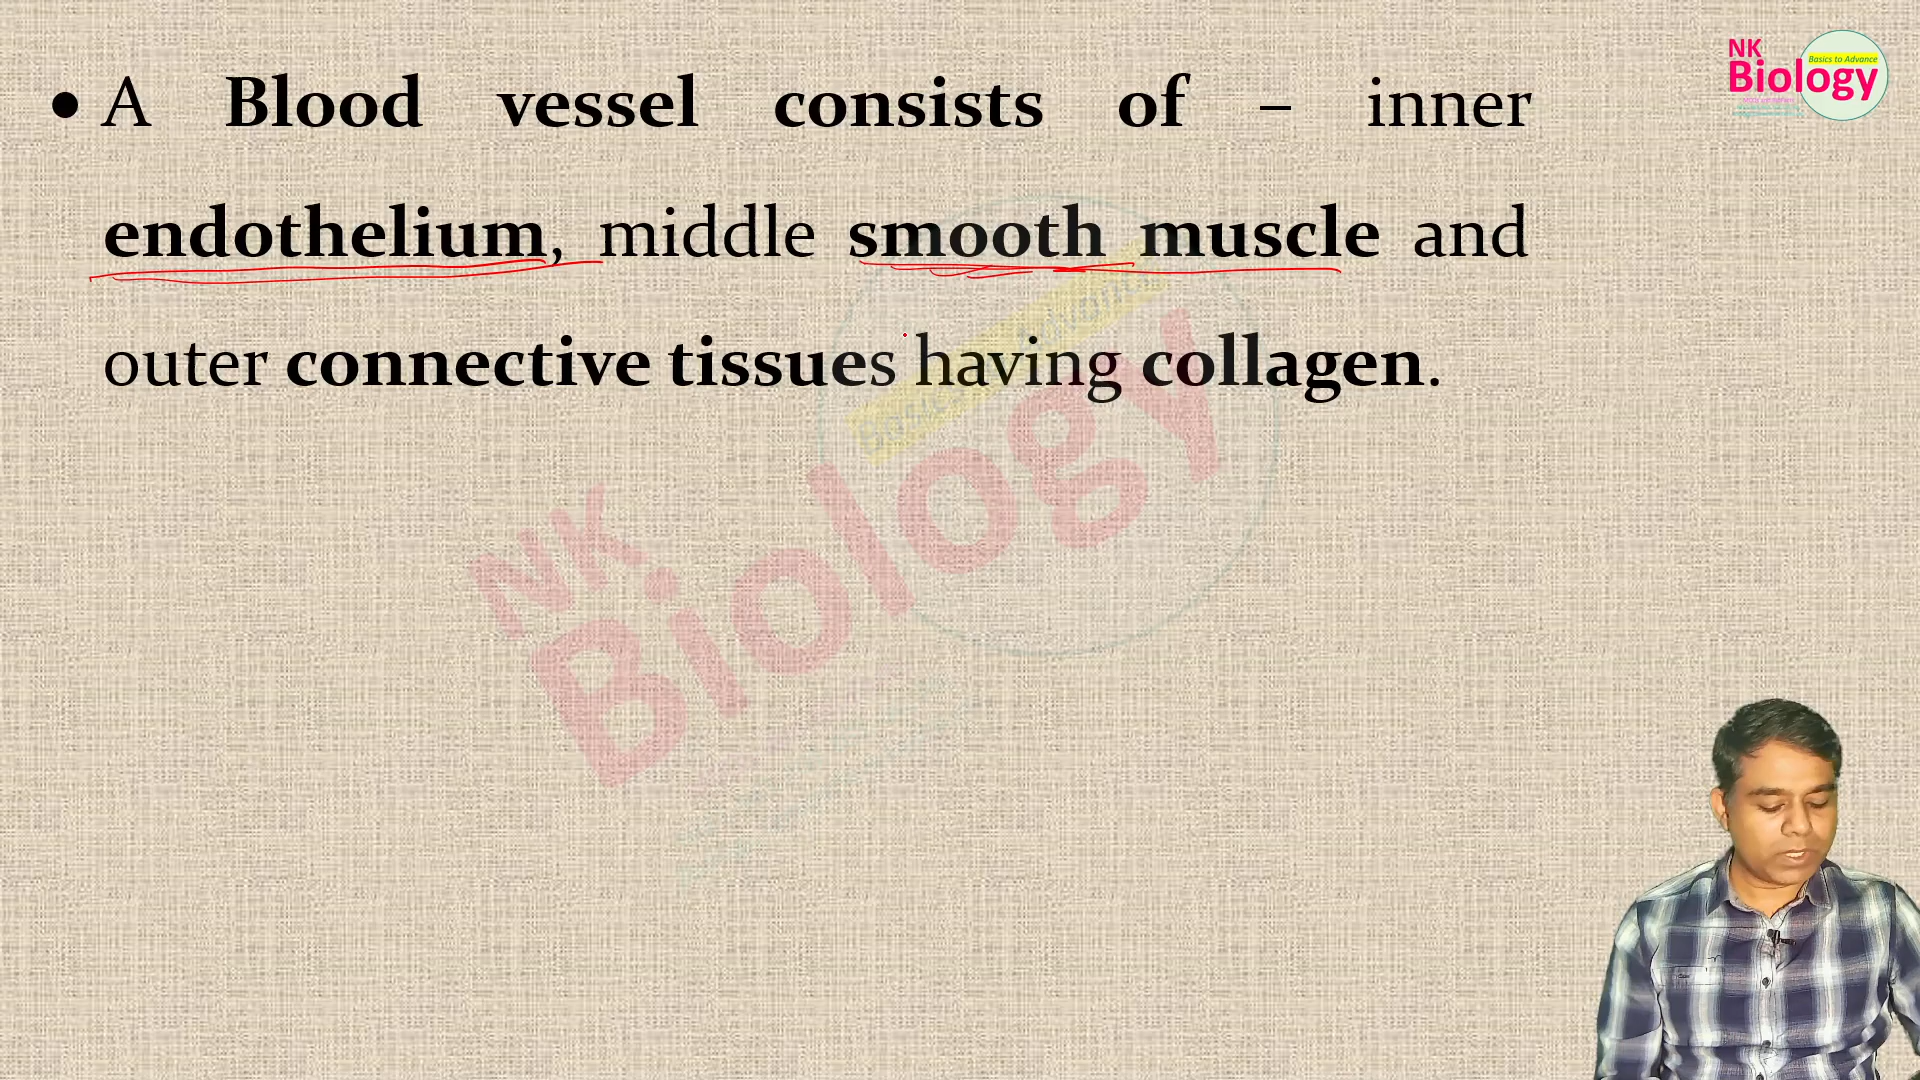 • A Blood vessel consists of – inner
endothelium, middle smooth muscle and
outer connective tissues having collagen.
NK
Biology
Basics to Advance
NK
Biology